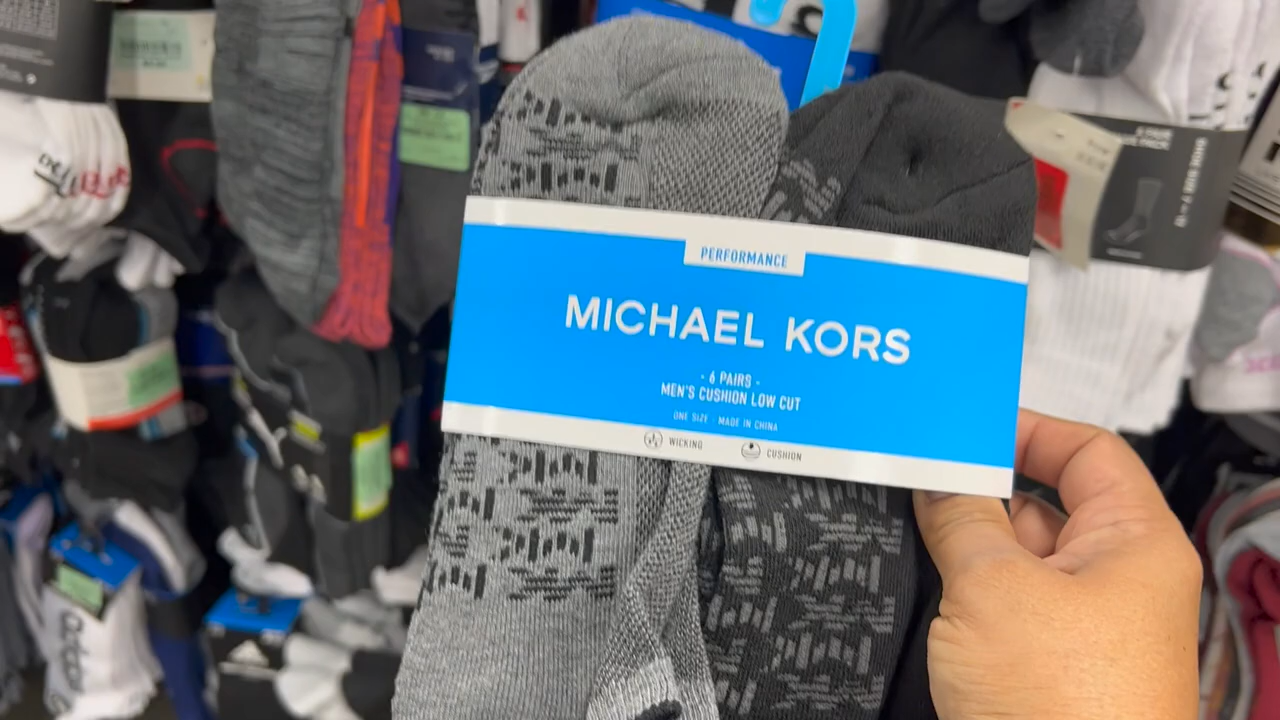 PERFORMANCE
MICHAEL KORS
- 6 PAIRS -
MEN'S CUSHION LOW CUT
ONE SIZE · MADE IN CHINA
WICKING CUSHION